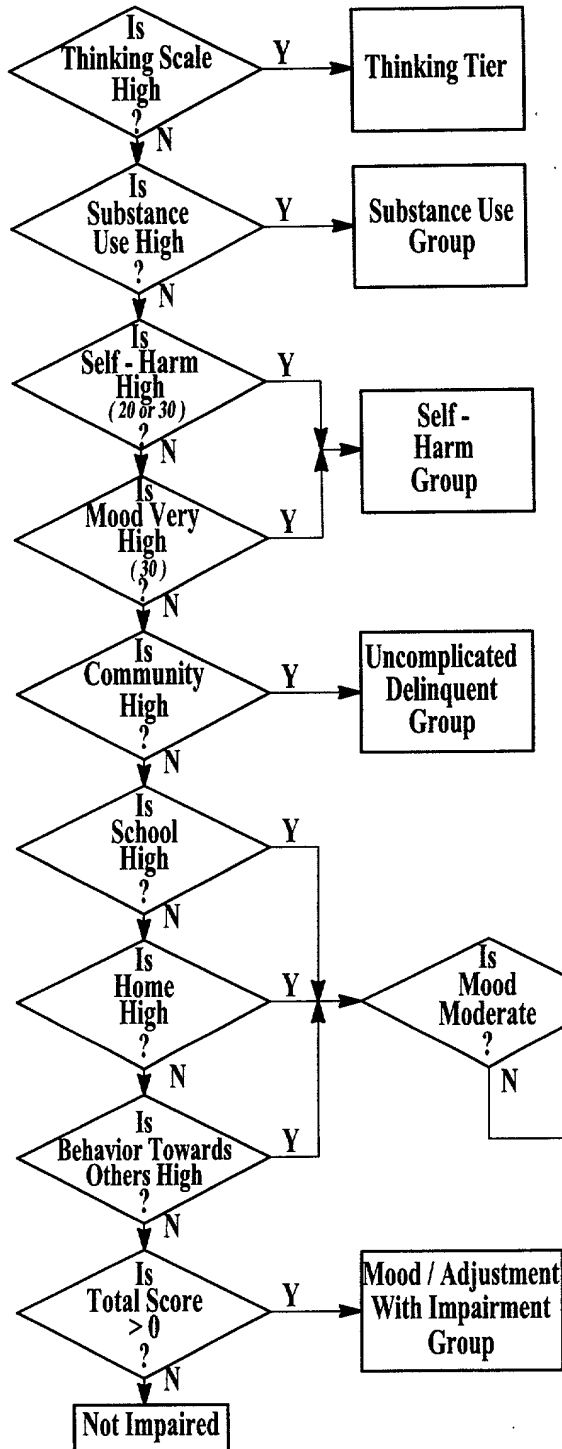 Is
Thinking Scale
High
?
Y
Thinking Tier
N
Is
Substance
Use High
?
Y
Substance Use
Group
N
Is
Self - Harm
High
( 20 or 30 )
?
Y
Self -
Harm
Group
N
Is
Mood Very
High
( 30 )
?
Y
N
Is
Community
High
?
Y
Uncomplicated
Delinquent
Group
N
Is
School
High
?
Y
N
Is
Home
High
?
Y
Is
Mood
Moderate
?
N
N
Is
Behavior Towards
Others High
?
Y
N
Is
Total Score
> 0
?
Y
Mood / Adjustment
With Impairment
Group
N
Not Impaired